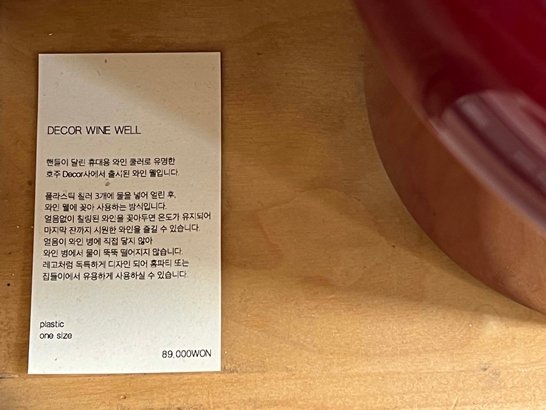 DECOR WINE WELL
핸들이 달린 휴대용 와인 쿨러로 유명한
호주 Decor사에서 출시된 와인 웰입니다.
플라스틱 칠러 3개에 물을 넣어 얼린 후,
와인 웰에 꽂아 사용하는 방식입니다.
얼음없이 칠링된 와인을 꽂아두면 온도가 유지되어
마지막 잔까지 시원한 와인을 즐길 수 있습니다.
얼음이 와인 병에 직접 닿지 않아
와인 병에서 물이 뚝뚝 떨어지지 않습니다.
레고처럼 독특하게 디자인 되어 홈파티 또는
집들이에서 유용하게 사용하실 수 있습니다.
plastic
one size
89,000WON